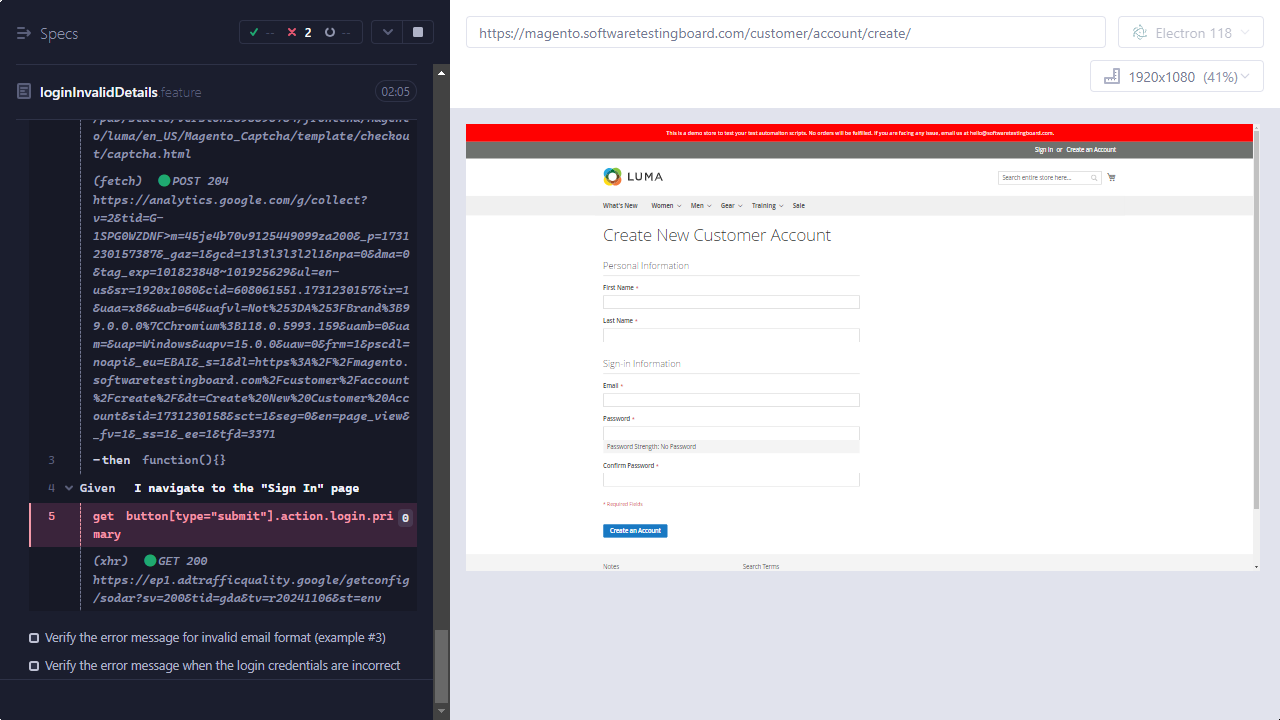 Specs
--
2
--
loginInvalidDetails.feature
02:05
o/luma/en_US/Magento_Captcha/template/checkou
t/captcha.html
(fetch) POST 204
https://analytics.google.com/g/collect?
v=2&tid=G-
1SPG0WZDNF>m=45je4b70v9125449099za200&_p=1731
230157387&_gaz=1&gcd=13l3l3l3l2l1&npa=0&dma=0
&tag_exp=101823848~101925629&ul=en-
us&sr=1920x1080&cid=608061551.1731230157&ir=1
&uaa=x86&uab=64&uafvl=Not%253DA%253FBrand%3B9
9.0.0.0%7CChromium%3B118.0.5993.159&uamb=0&ua
m=&uap=Windows&uapv=15.0.0&uaw=0&frm=1&pscdl=
noapi&_eu=EBAI&_s=1&dl=https%3A%2F%2Fmagento.
softwaretestingboard.com%2Fcustomer%2Faccount
%2Fcreate%2F&dt=Create%20New%20Customer%20Acc
ount&sid=1731230158&sct=1&seg=0&en=page_view&
_fv=1&_ss=1&_ee=1&tfd=3371
3 -then function(){}
4 Given I navigate to the "Sign In" page
5 get button[type="submit"].action.login.pri
mary
0
(xhr) GET 200
https://ep1.adtrafficquality.google/getconfig
/sodar?sv=200&tid=gda&tv=r20241106&st=env
Verify the error message for invalid email format (example #3)
Verify the error message when the login credentials are incorrect
https://magento.softwaretestingboard.com/customer/account/create/
Electron 118
1920x1080 (41%)
This is a demo store to test your test automation scripts. No orders will be fulfilled. If you are facing any issue, email us at hello@softwaretestingboard.com.
Sign In or Create an Account
LUMA
Search entire store here...
What's New Women Men Gear Training Sale
Create New Customer Account
Personal Information
First Name *
Last Name *
Sign-in Information
Email *
Password *
Password Strength: No Password
Confirm Password *
* Required Fields
Create an Account
Notes
Search Terms